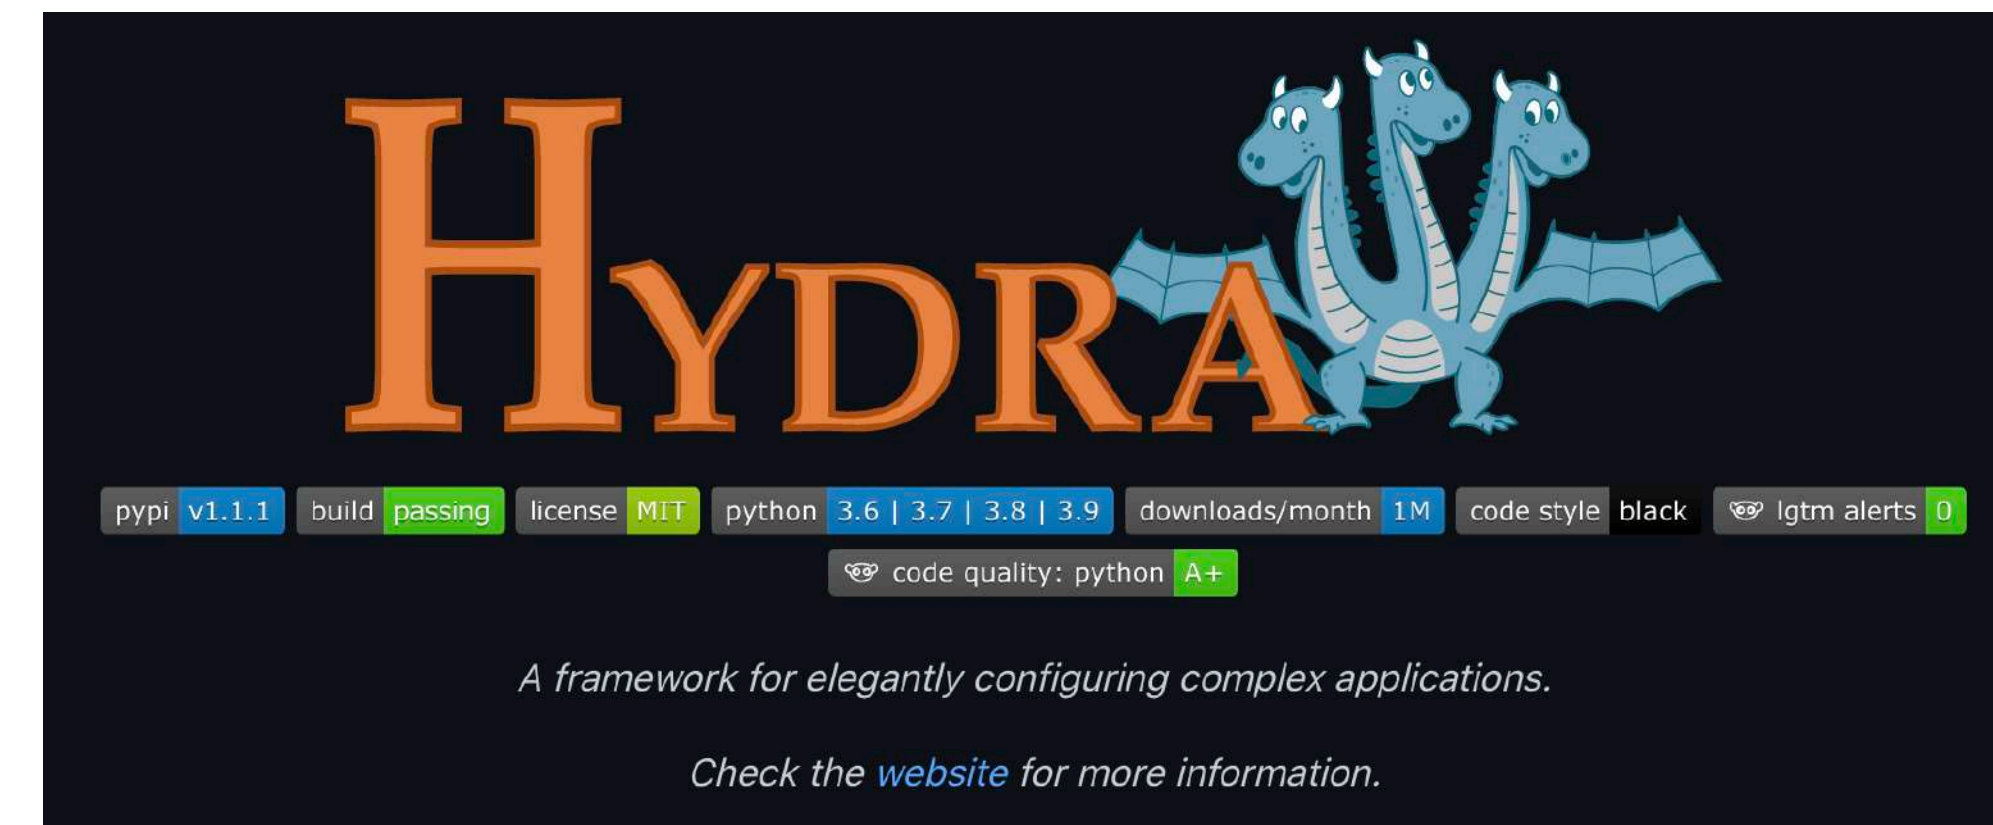 HYDRA
pypi v1.1.1 build passing license MIT python 3.6 | 3.7 | 3.8 | 3.9 downloads/month 1M code style black lgtm alerts 0
code quality: python A+
A framework for elegantly configuring complex applications.
Check the website for more information.